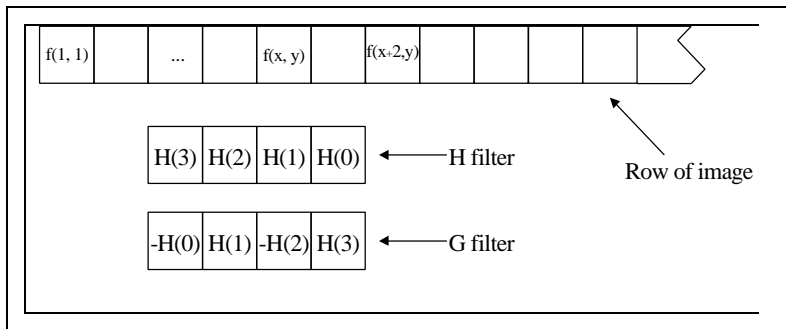 f(1, 1) ... f(x, y) f(x+2,y)
H(3) H(2) H(1) H(0) H filter
Row of image
-H(0) H(1) -H(2) H(3) G filter